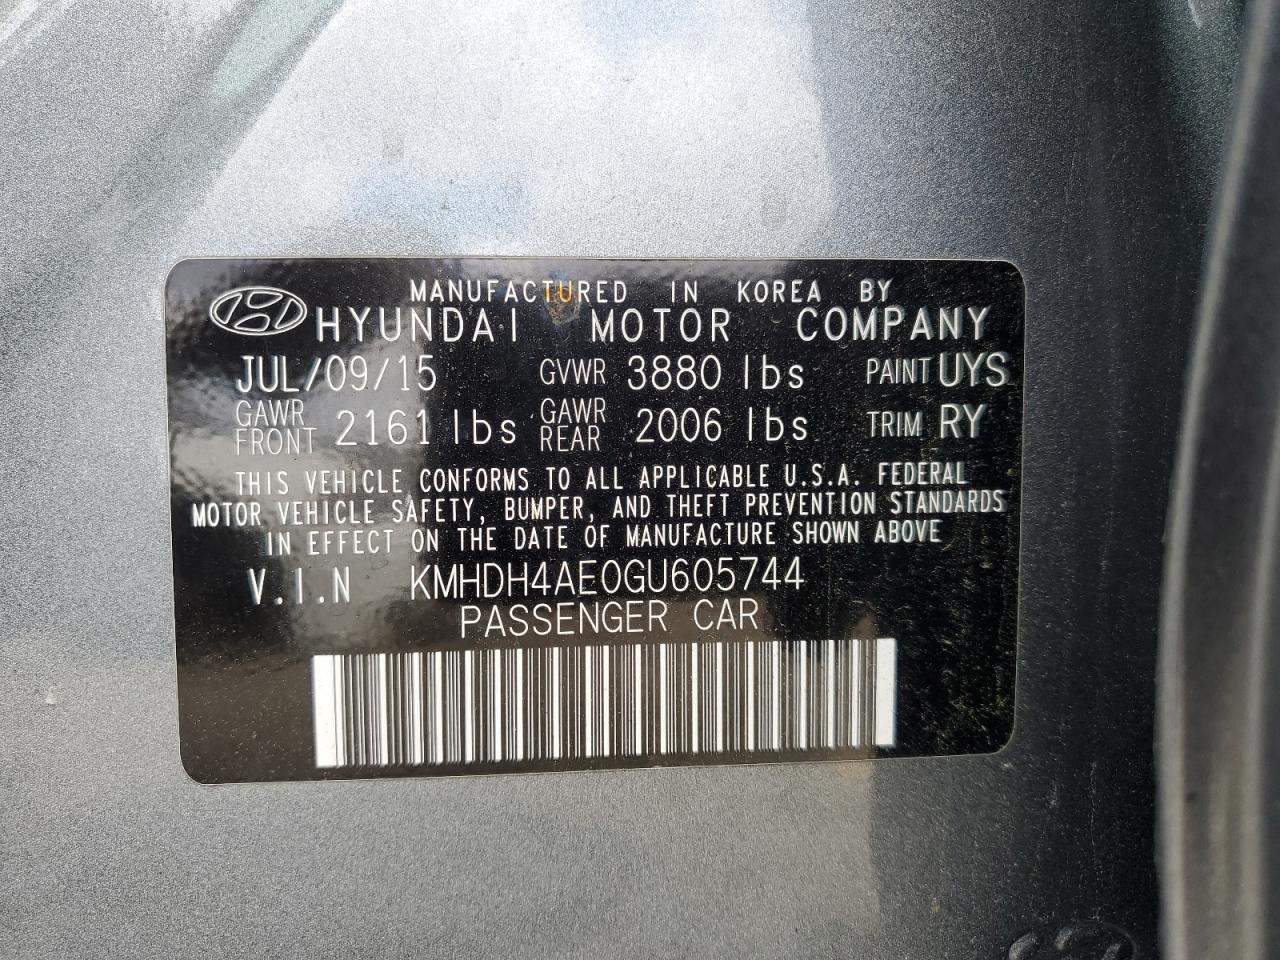 MANUFACTURED IN KOREA BY
HYUNDAI MOTOR COMPANY
JUL/09/15 GVWR 3880 lbs PAINT UYS
GAWR FRONT 2161 lbs GAWR REAR 2006 lbs TRIM RY
THIS VEHICLE CONFORMS TO ALL APPLICABLE U.S.A. FEDERAL
MOTOR VEHICLE SAFETY, BUMPER, AND THEFT PREVENTION STANDARDS
IN EFFECT ON THE DATE OF MANUFACTURE SHOWN ABOVE
V.I.N KMHDH4AE0GU605744
PASSENGER CAR